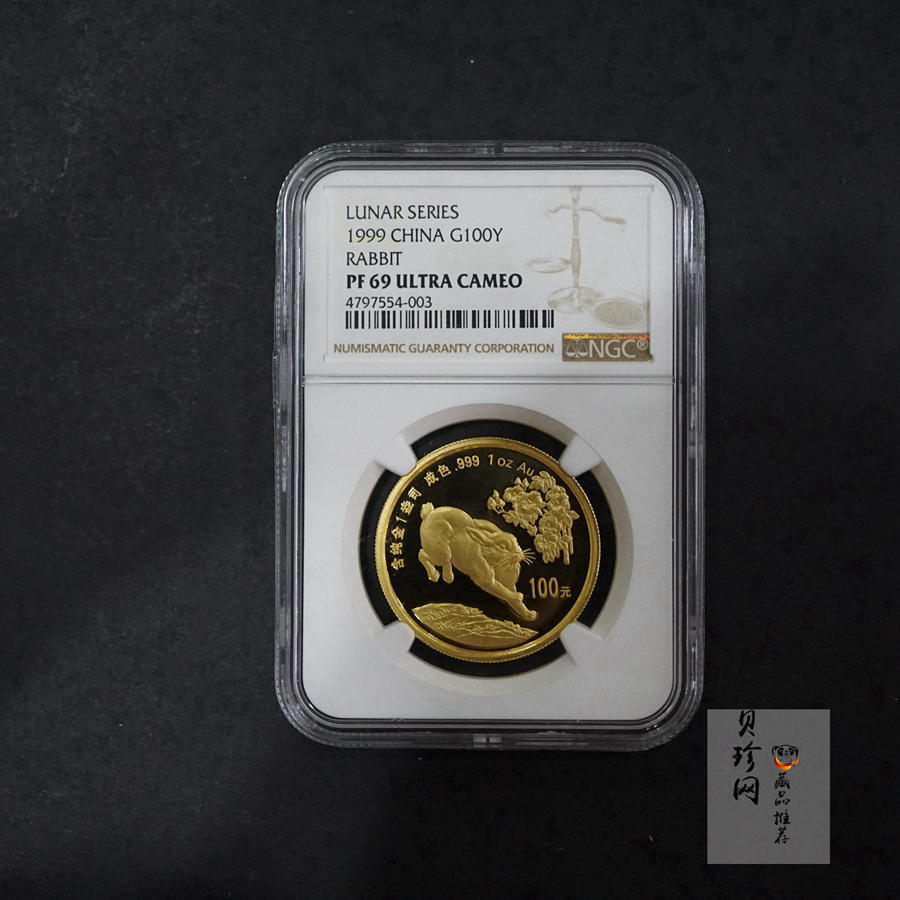 LUNAR SERIES
1999 CHINA G100Y
RABBIT
PF 69 ULTRA CAMEO
4797554-003
NUMISMATIC GUARANTY CORPORATION
NGC®
含纯金1盎司 成色.999 1oz Au
100元
贝珍网
藏品推荐